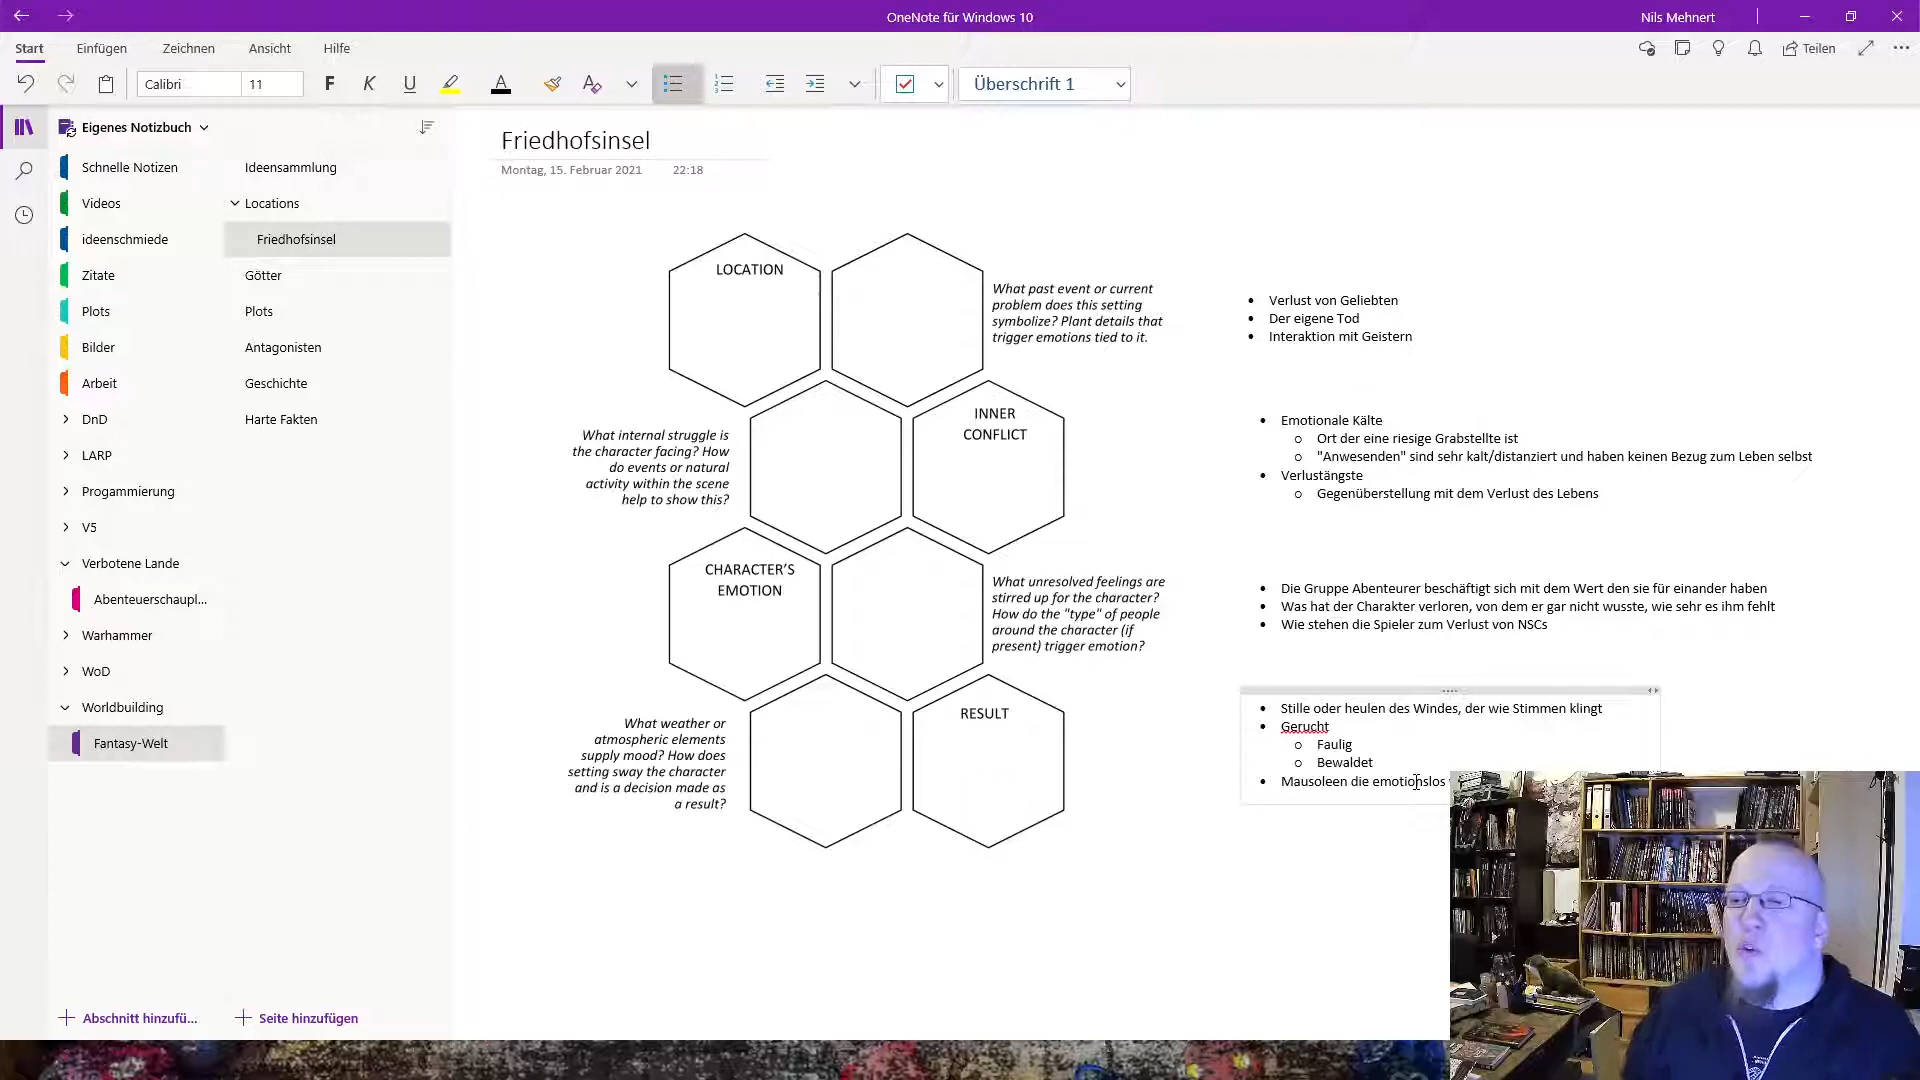 OneNote für Windows 10
Nils Mehnert
Start
Einfügen
Zeichnen
Ansicht
Hilfe
Teilen
Calibri
11
F
K
U
A
Überschrift 1
Eigenes Notizbuch
Schnelle Notizen
Videos
ideenschmiede
Zitate
Plots
Bilder
Arbeit
DnD
LARP
Progammierung
V5
Verbotene Lande
Abenteuerschaupl...
Warhammer
WoD
Worldbuilding
Fantasy-Welt
Abschnitt hinzufü...
Ideensammlung
Locations
Friedhofsinsel
Götter
Plots
Antagonisten
Geschichte
Harte Fakten
Seite hinzufügen
Friedhofsinsel
Montag, 15. Februar 2021
22:18
LOCATION
What past event or current
problem does this setting
symbolize? Plant details that
trigger emotions tied to it.
What internal struggle is
the character facing? How
do events or natural
activity within the scene
help to show this?
INNER
CONFLICT
CHARACTER'S
EMOTION
What unresolved feelings are
stirred up for the character?
How do the "type" of people
around the character (if
present) trigger emotion?
What weather or
atmospheric elements
supply mood? How does
setting sway the character
and is a decision made as
a result?
RESULT
• Verlust von Geliebten
• Der eigene Tod
• Interaktion mit Geistern
• Emotionale Kälte
○ Ort der eine riesige Grabstellte ist
○ "Anwesenden" sind sehr kalt/distanziert und haben keinen Bezug zum Leben selbst
• Verlustängste
○ Gegenüberstellung mit dem Verlust des Lebens
• Die Gruppe Abenteurer beschäftigt sich mit dem Wert den sie für einander haben
• Was hat der Charakter verloren, von dem er gar nicht wusste, wie sehr es ihm fehlt
• Wie stehen die Spieler zum Verlust von NSCs
• Stille oder heulen des Windes, der wie Stimmen klingt
• Gerucht
○ Faulig
○ Bewaldet
• Mausoleen die emotionslos